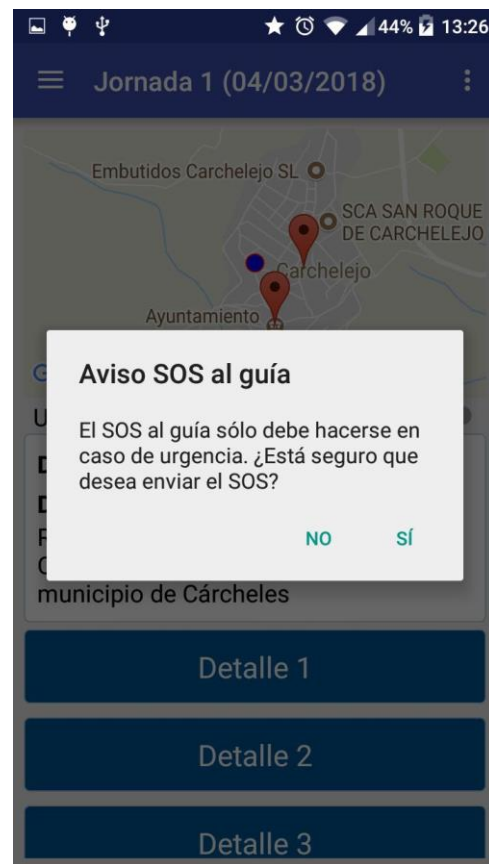 44% 13:26
Jornada 1 (04/03/2018)
Embutidos Carchelejo SL
SCA SAN ROQUE
DE CARCHELEJO
Carchelejo
Ayuntamiento
G
Aviso SOS al guía
U
El SOS al guía sólo debe hacerse en
caso de urgencia. ¿Está seguro que
desea enviar el SOS?
NO SÍ
municipio de Cárcheles
Detalle 1
Detalle 2
Detalle 3